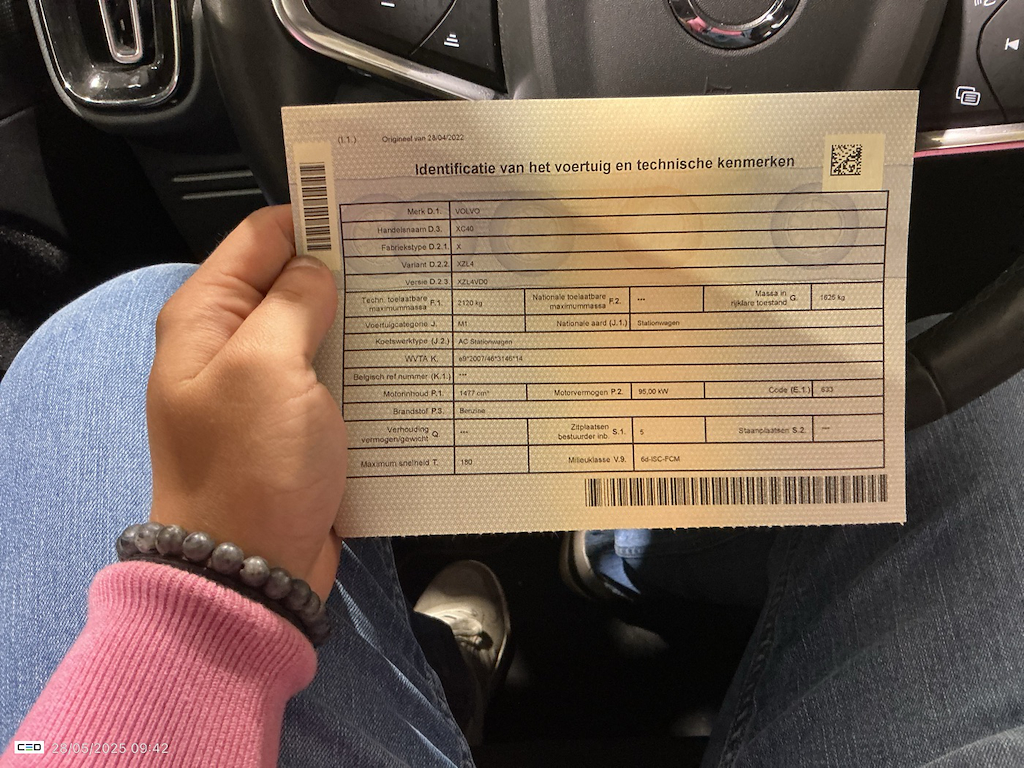 (I.1.) Origineel van 28/04/2022
Identificatie van het voertuig en technische kenmerken
Merk D.1. VOLVO
Handelsnaam D.3. XC40
Fabriekstype D.2.1. X
Variant D.2.2. XZL4
Versie D.2.3. XZL4VD0
Techn. toelaatbare maximummassa F.1. 2120 kg Nationale toelaatbare maximummassa F.2. *** Massa in rijklare toestand G. 1625 kg
Voertuigcategorie J. M1 Nationale aard (J.1.) Stationwagen
Koetswerktype (J.2.) AC Stationwagen
WVTA K. e9*2007/46*3146*14
Belgisch ref nummer (K.1.) ***
Motorinhoud P.1. 1477 cm³ Motorvermogen P.2. 95,00 kW Code (E.1.) 833
Brandstof P.3. Benzine
Verhouding vermogen/gewicht Q. *** Zitplaatsen bestuurder inb. S.1. 5 Staanplaatsen S.2. ***
Maximum snelheid T. 180 Milieuklasse V.9. 6d-ISC-FCM
CEO 28/05/2025 09:42